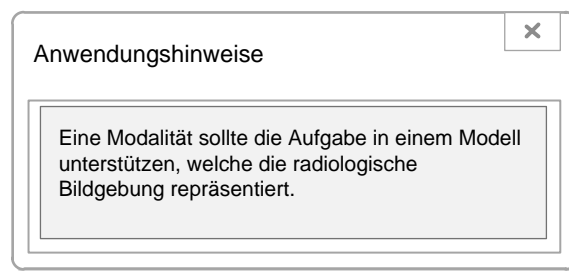 Anwendungshinweise
Eine Modalität sollte die Aufgabe in einem Modell
unterstützen, welche die radiologische
Bildgebung repräsentiert.